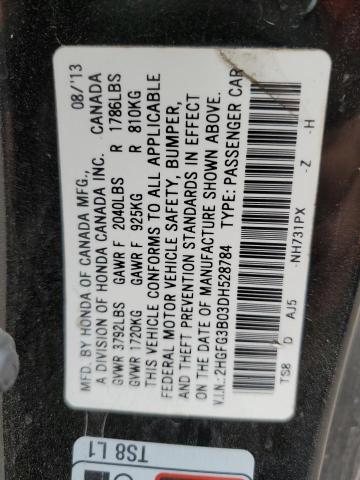 MFD. BY HONDA OF CANADA MFG., 08/'13
A DIVISION OF HONDA CANADA INC. CANADA
GVWR 3792LBS GAWR F 2040LBS R 1786LBS
GVWR 1720KG GAWR F 925KG R 810KG
THIS VEHICLE CONFORMS TO ALL APPLICABLE
FEDERAL MOTOR VEHICLE SAFETY, BUMPER,
AND THEFT PREVENTION STANDARDS IN EFFECT
ON THE DATE OF MANUFACTURE SHOWN ABOVE.
V.I.N.: 2HGFG3B03DH528784 TYPE: PASSENGER CAR
TS8 AJ5 -NH731PX -Z -H
D
TS8 L1